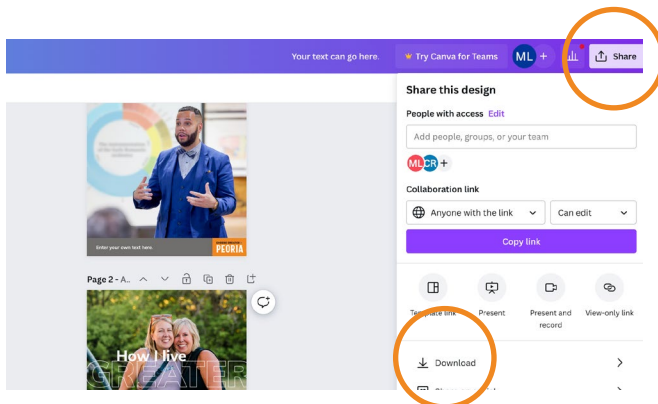 Your text can go here.
Try Canva for Teams
ML
+
Share
Share this design
People with access Edit
Add people, groups, or your team
ML CR +
Collaboration link
Anyone with the link
Can edit
Copy link
Template link
Present
Present and record
View-only link
Download
Enter your own text here.
PEORIA
Page 2 - A..
How I live
GREATER